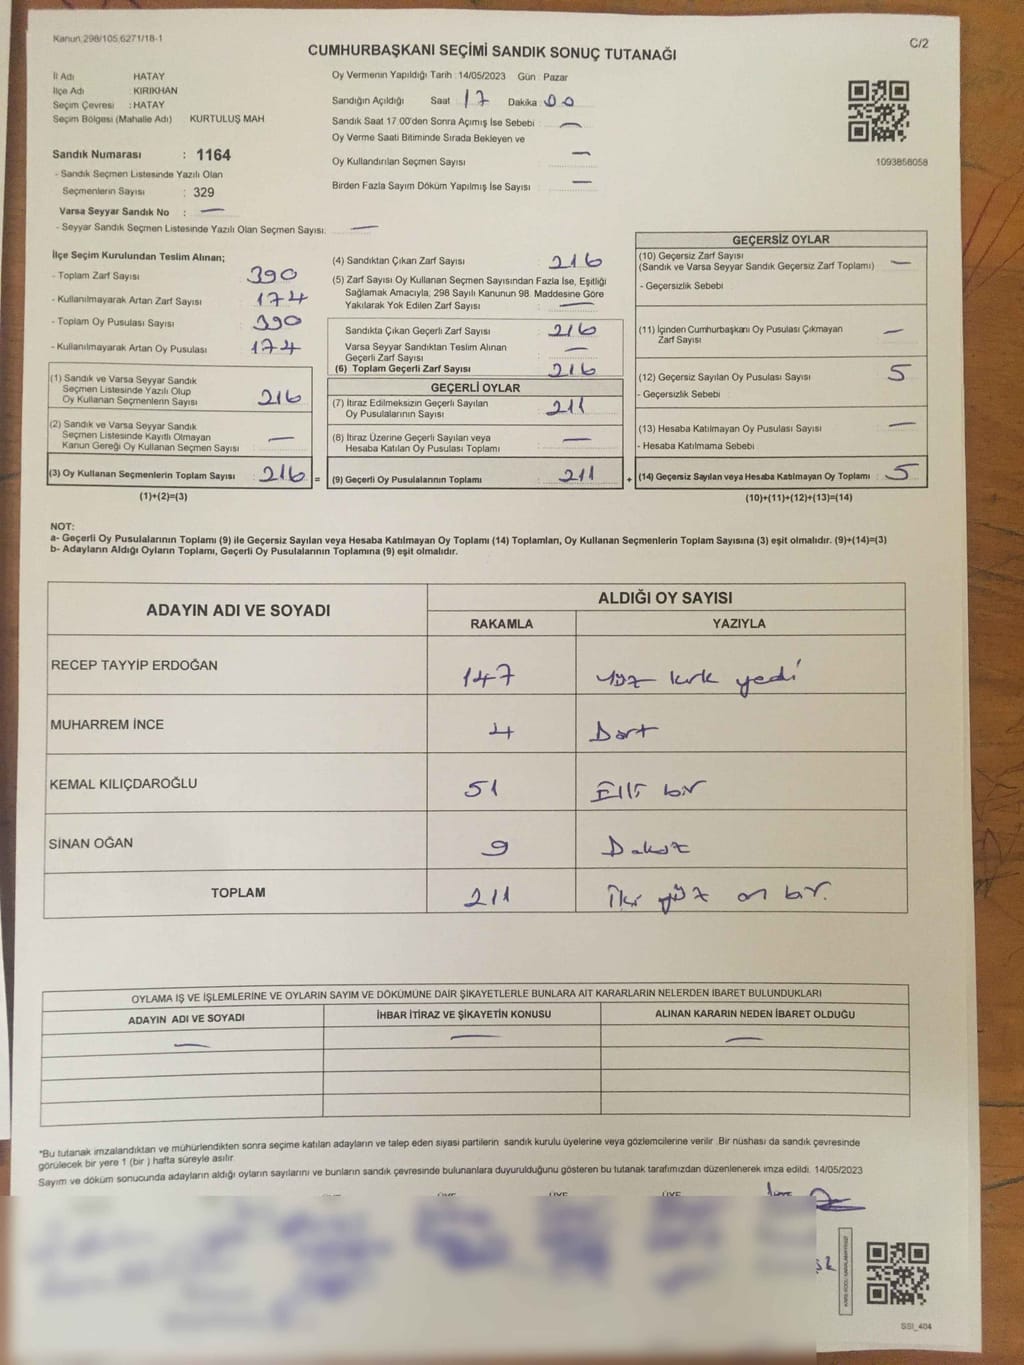 Kanun 298/105.6271/18-1
C/2
CUMHURBAŞKANI SEÇİMİ SANDIK SONUÇ TUTANAĞI
İl Adı HATAY
İlçe Adı KIRIKHAN
Seçim Çevresi : HATAY
Seçim Bölgesi (Mahalle Adı) KURTULUŞ MAH
Sandık Numarası : 1164
- Sandık Seçmen Listesinde Yazılı Olan
Seçmenlerin Sayısı : 329
Varsa Seyyar Sandık No : —
- Seyyar Sandık Seçmen Listesinde Yazılı Olan Seçmen Sayısı: —
Oy Vermenin Yapıldığı Tarih : 14/05/2023 Gün : Pazar
Sandığın Açıldığı Saat 17 Dakika 00
Sandık Saat 17.00'den Sonra Açımış İse Sebebi : —
Oy Verme Saati Bitiminde Sırada Bekleyen ve
Oy Kullandırılan Seçmen Sayısı —
Birden Fazla Sayım Döküm Yapılmış İse Sayısı —
1093858058
İlçe Seçim Kurulundan Teslim Alınan;
- Toplam Zarf Sayısı 390
- Kullanılmayarak Artan Zarf Sayısı 174
- Toplam Oy Pusulası Sayısı 390
- Kullanılmayarak Artan Oy Pusulası 174
(1) Sandık ve Varsa Seyyar Sandık
Seçmen Listesinde Yazılı Olup
Oy Kullanan Seçmenlerin Sayısı 216
(2) Sandık ve Varsa Seyyar Sandık
Seçmen Listesinde Kayıtlı Olmayan
Kanun Gereği Oy Kullanan Seçmen Sayısı —
(3) Oy Kullanan Seçmenlerin Toplam Sayısı 216 =
(1)+(2)=(3)
(4) Sandıktan Çıkan Zarf Sayısı 216
(5) Zarf Sayısı Oy Kullanan Seçmen Sayısından Fazla İse, Eşitliği
Sağlamak Amacıyla; 298 Sayılı Kanunun 98. Maddesine Göre
Yakılarak Yok Edilen Zarf Sayısı —
Sandıkta Çıkan Geçerli Zarf Sayısı 216
Varsa Seyyar Sandıktan Teslim Alınan
Geçerli Zarf Sayısı —
(6) Toplam Geçerli Zarf Sayısı 216
GEÇERLİ OYLAR
(7) İtiraz Edilmeksizin Geçerli Sayılan
Oy Pusulalarının Sayısı 211
(8) İtiraz Üzerine Geçerli Sayılan veya
Hesaba Katılan Oy Pusulası Toplamı —
(9) Geçerli Oy Pusulalarının Toplamı 211 +
GEÇERSİZ OYLAR
(10) Geçersiz Zarf Sayısı
(Sandık ve Varsa Seyyar Sandık Geçersiz Zarf Toplamı) —
- Geçersizlik Sebebi
(11) İçinden Cumhurbaşkanı Oy Pusulası Çıkmayan
Zarf Sayısı —
(12) Geçersiz Sayılan Oy Pusulası Sayısı 5
- Geçersizlik Sebebi
(13) Hesaba Katılmayan Oy Pusulası Sayısı —
- Hesaba Katılmama Sebebi
(14) Geçersiz Sayılan veya Hesaba Katılmayan Oy Toplamı : 5
(10)+(11)+(12)+(13)=(14)
NOT:
a- Geçerli Oy Pusulalarının Toplamı (9) ile Geçersiz Sayılan veya Hesaba Katılmayan Oy Toplamı (14) Toplamları, Oy Kullanan Seçmenlerin Toplam Sayısına (3) eşit olmalıdır. (9)+(14)=(3)
b- Adayların Aldığı Oyların Toplamı, Geçerli Oy Pusulalarının Toplamına (9) eşit olmalıdır.
ADAYIN ADI VE SOYADI
ALDIĞI OY SAYISI
RAKAMLA YAZIYLA
RECEP TAYYİP ERDOĞAN 147 Yüz kırk yedi
MUHARREM İNCE 4 Dört
KEMAL KILIÇDAROĞLU 51 Elli bir
SİNAN OĞAN 9 Dokuz
TOPLAM 211 İki yüz on bir.
OYLAMA İŞ VE İŞLEMLERİNE VE OYLARIN SAYIM VE DÖKÜMÜNE DAİR ŞİKAYETLERLE BUNLARA AİT KARARLARIN NELERDEN İBARET BULUNDUKLARI
ADAYIN ADI VE SOYADI İHBAR İTİRAZ VE ŞİKAYETİN KONUSU ALINAN KARARIN NEDEN İBARET OLDUĞU
— — —
*Bu tutanak imzalandıktan ve mühürlendikten sonra seçime katılan adayların ve talep eden siyasi partilerin sandık kurulu üyelerine veya gözlemcilerine verilir. Bir nüshası da sandık çevresinde
görülecek bir yere 1 (bir ) hafta süreyle asılır.
Sayım ve döküm sonucunda adayların aldığı oyların sayılarını ve bunların sandık çevresinde bulunanlara duyurulduğunu gösteren bu tutanak tarafımızdan düzenlenerek imza edildi. 14/05/2023
SSI_404